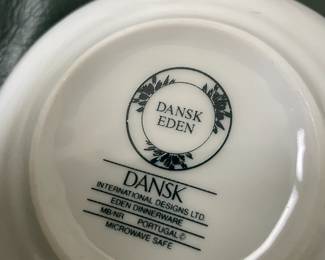 DANSK
EDEN
DANSK
INTERNATIONAL DESIGNS LTD.
EDEN DINNERWARE
MB/NR PORTUGAL ©
MICROWAVE SAFE